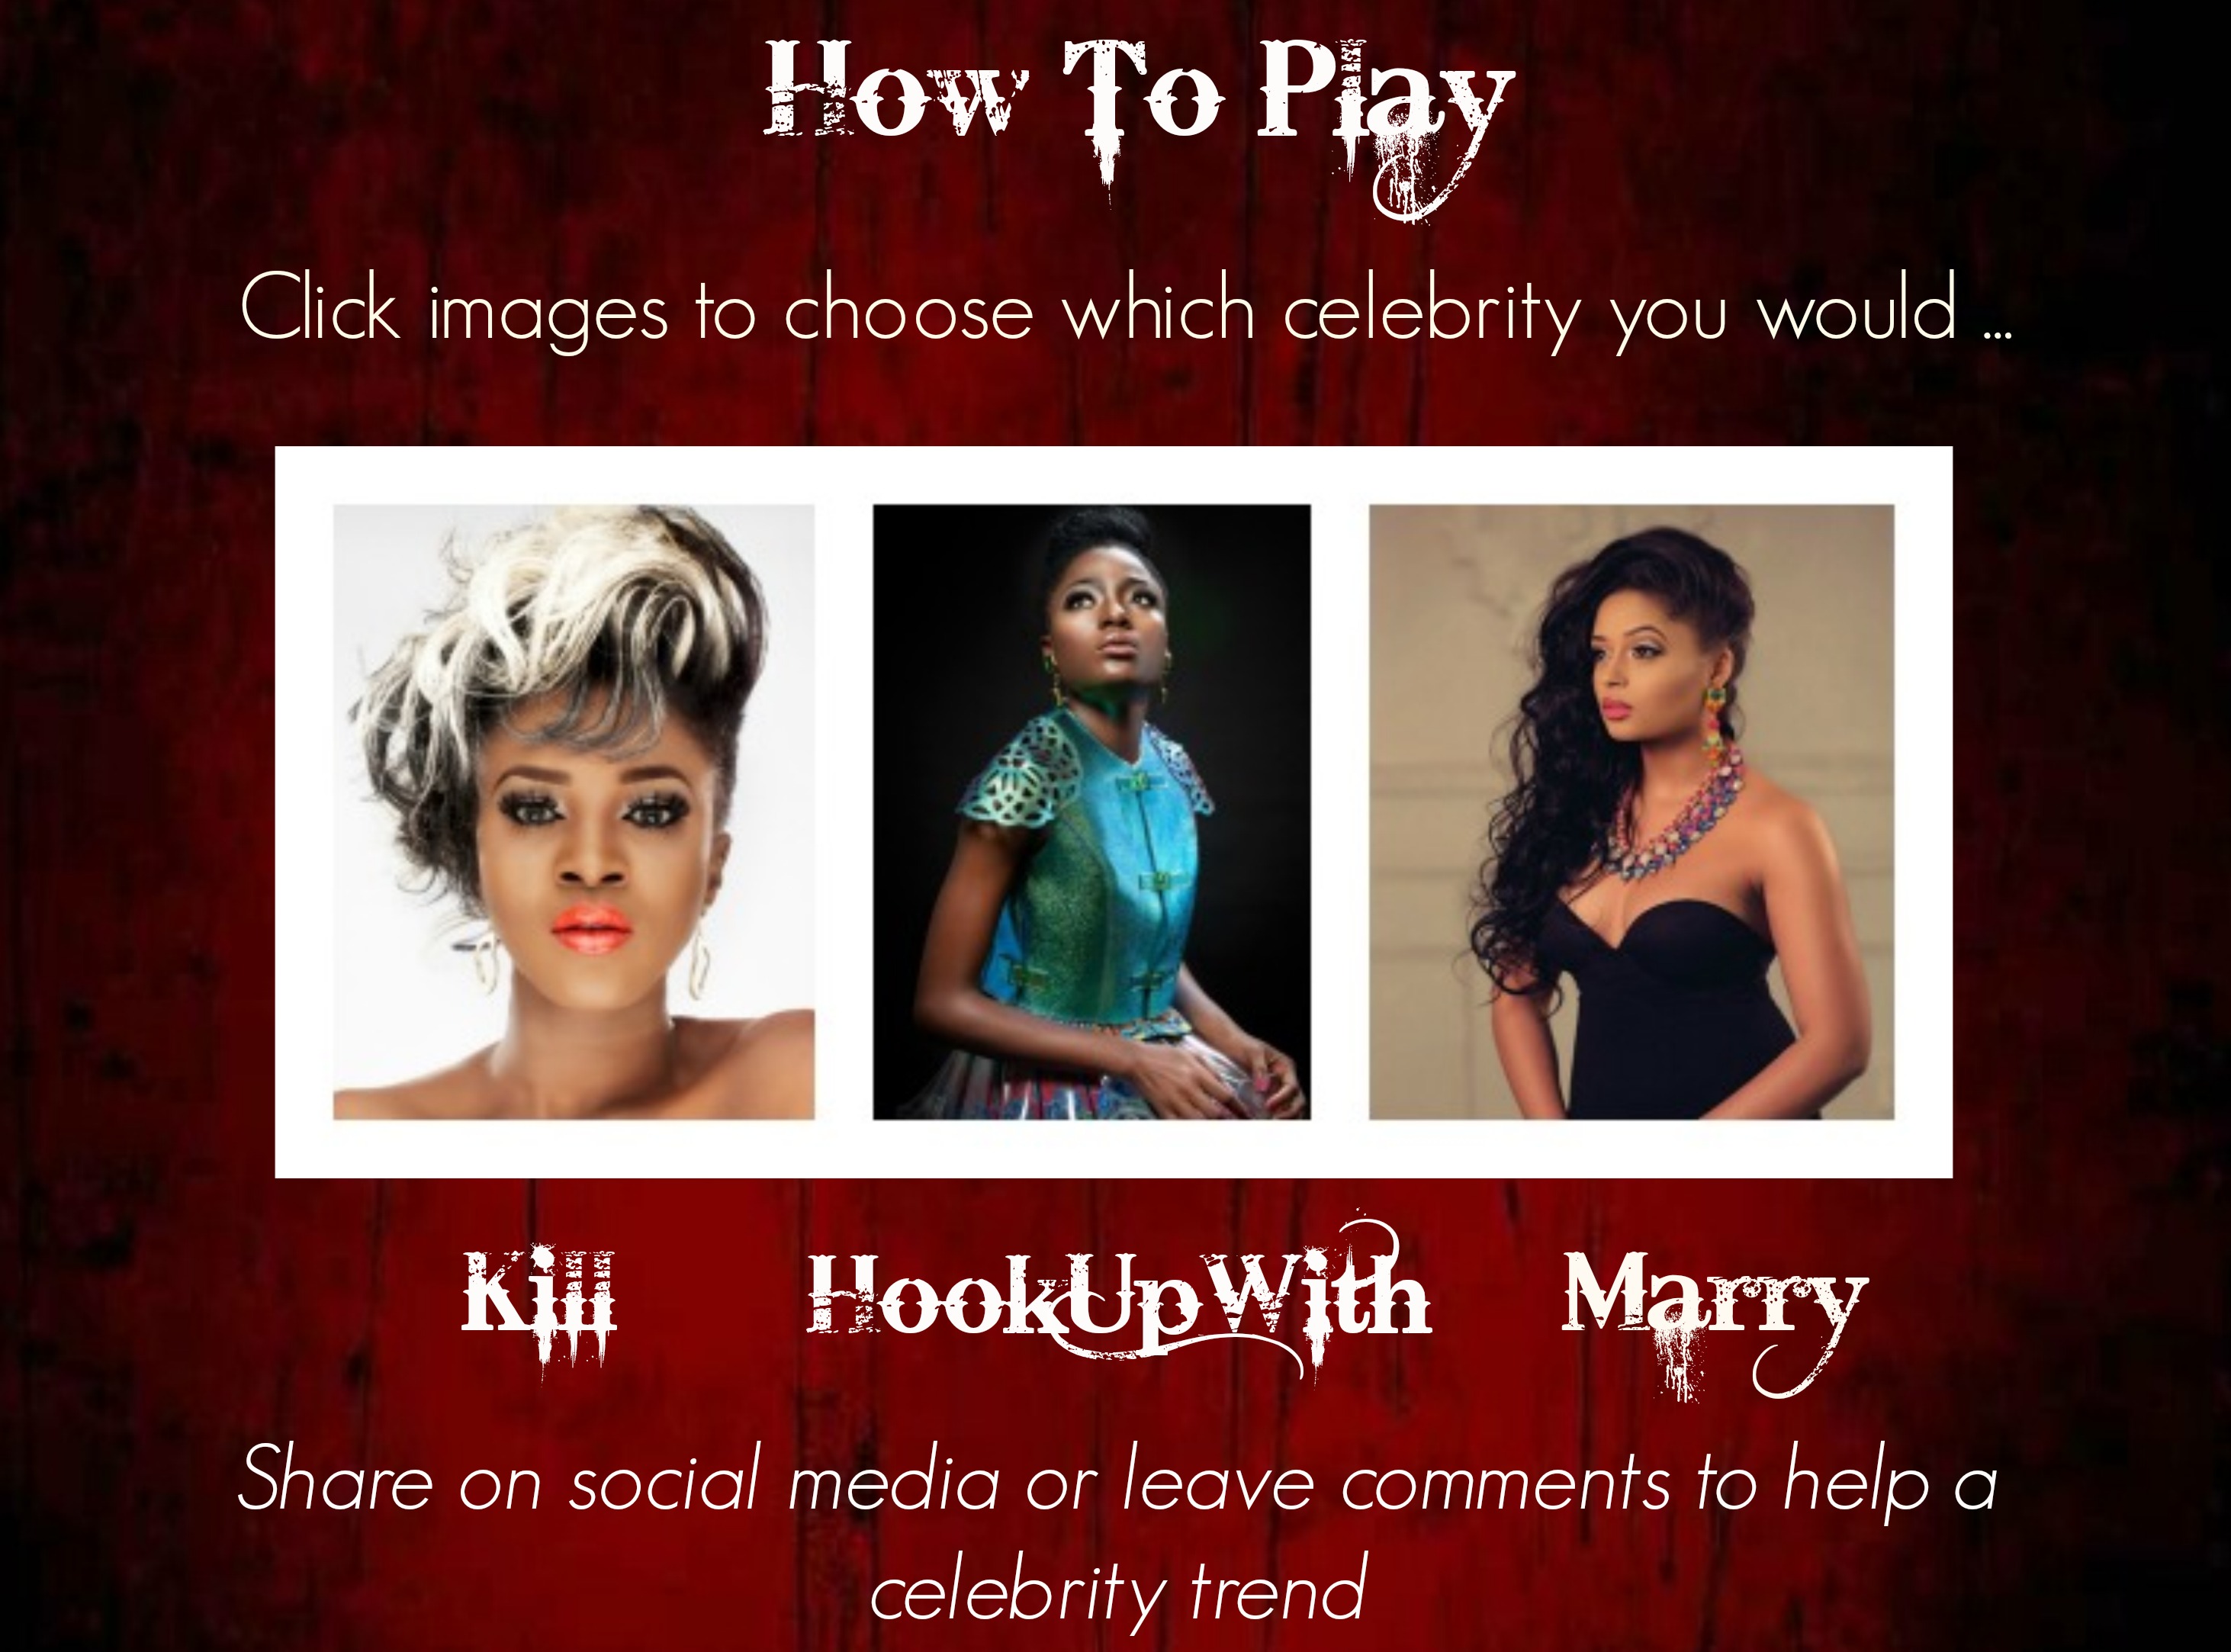 How To Play
Click images to choose which celebrity you would ...
Kill HookUpWith Marry
Share on social media or leave comments to help a
celebrity trend